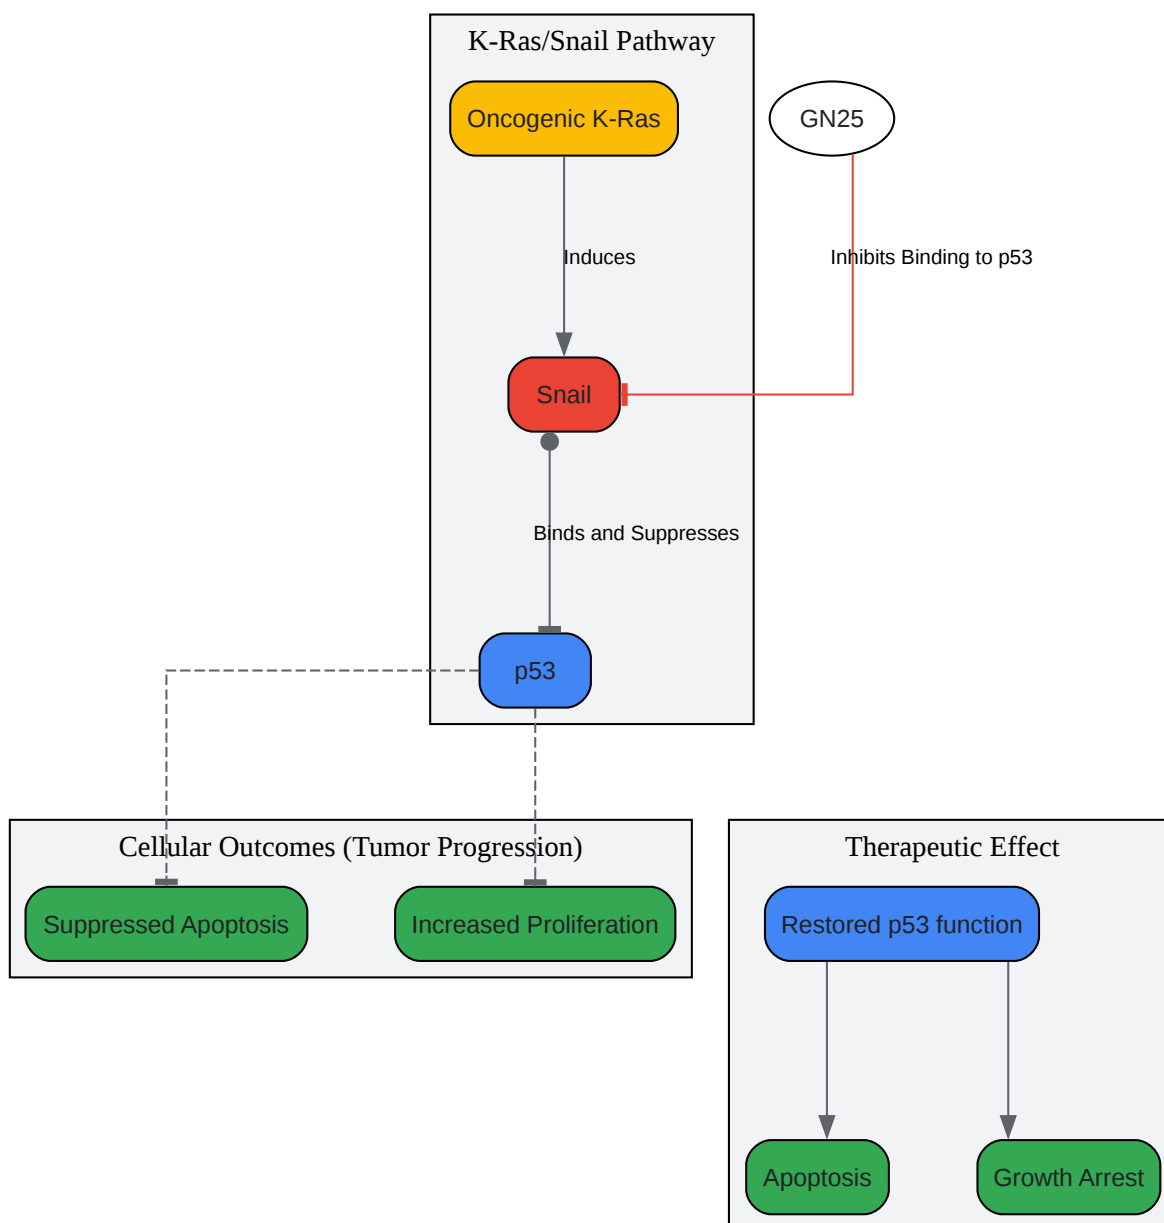 K-Ras/Snail Pathway
Oncogenic K-Ras
GN25
Induces
Inhibits Binding to p53
Snail
Binds and Suppresses
p53
Cellular Outcomes (Tumor Progression)
Suppressed Apoptosis
Increased Proliferation
Therapeutic Effect
Restored p53 function
Apoptosis
Growth Arrest